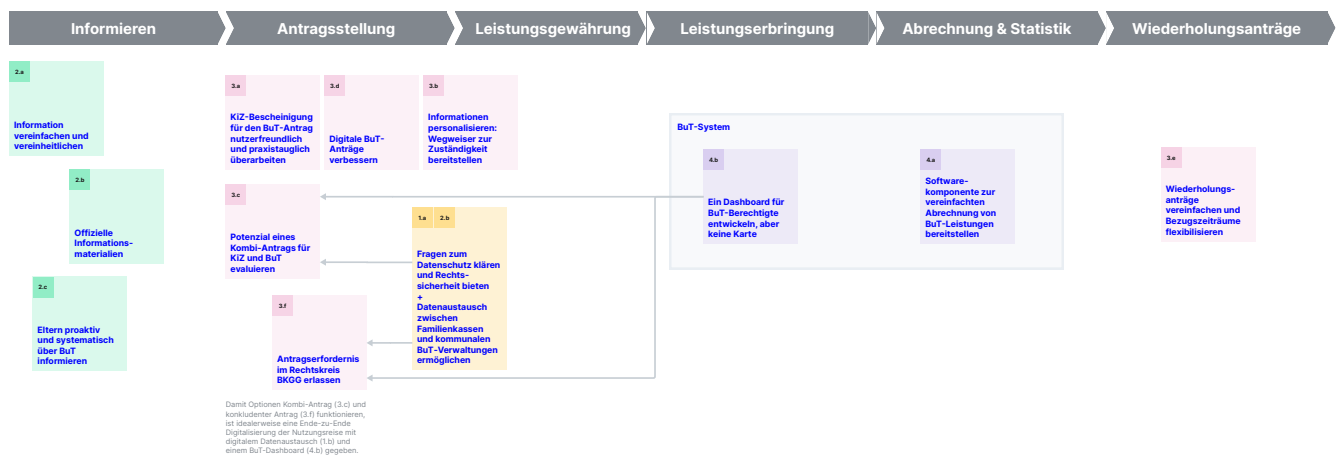 Informieren
Antragsstellung
Leistungsgewährung
Leistungserbringung
Abrechnung & Statistik
Wiederholungsanträge
2.a
Information
vereinfachen und
vereinheitlichen
2.b
Offizielle
Informations-
materialien
2.c
Eltern proaktiv
und systematisch
über BuT
informieren
3.a
KiZ-Bescheinigung
für den BuT-Antrag
nutzerfreundlich
und praxistauglich
überarbeiten
3.d
Digitale BuT-
Anträge
verbessern
3.b
Informationen
personalisieren:
Wegweiser zur
Zuständigkeit
bereitstellen
3.c
Potenzial eines
Kombi-Antrags für
KiZ und BuT
evaluieren
1.a
2.b
Fragen zum
Datenschutz klären
und Rechts-
sicherheit bieten
+
Datenaustausch
zwischen
Familienkassen
und kommunalen
BuT-Verwaltungen
ermöglichen
3.f
Antragserfordernis
im Rechtskreis
BKGG erlassen
Damit Optionen Kombi-Antrag (3.c) und
konkludenter Antrag (3.f) funktionieren,
ist idealerweise eine Ende-zu-Ende
Digitalisierung der Nutzungsreise mit
digitalem Datenaustausch (1.b) und
einem BuT-Dashboard (4.b) gegeben.
BuT-System
4.b
Ein Dashboard für
BuT-Berechtigte
entwickeln, aber
keine Karte
4.a
Software-
komponente zur
vereinfachten
Abrechnung von
BuT-Leistungen
bereitstellen
3.e
Wiederholungs-
anträge
vereinfachen und
Bezugszeiträume
flexibilisieren